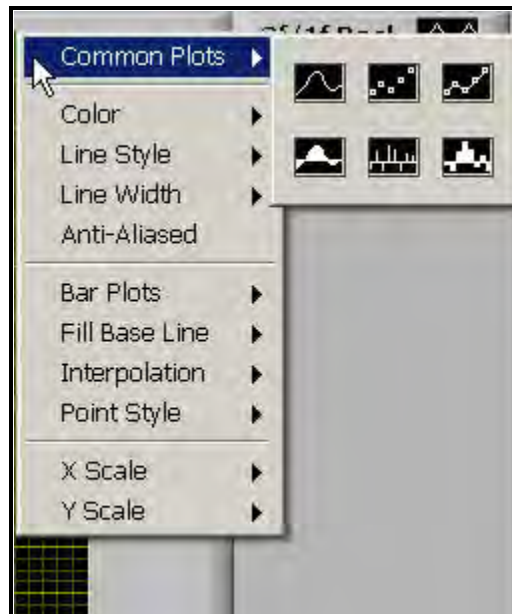 Common Plots
Color
Line Style
Line Width
Anti-Aliased
Bar Plots
Fill Base Line
Interpolation
Point Style
X Scale
Y Scale